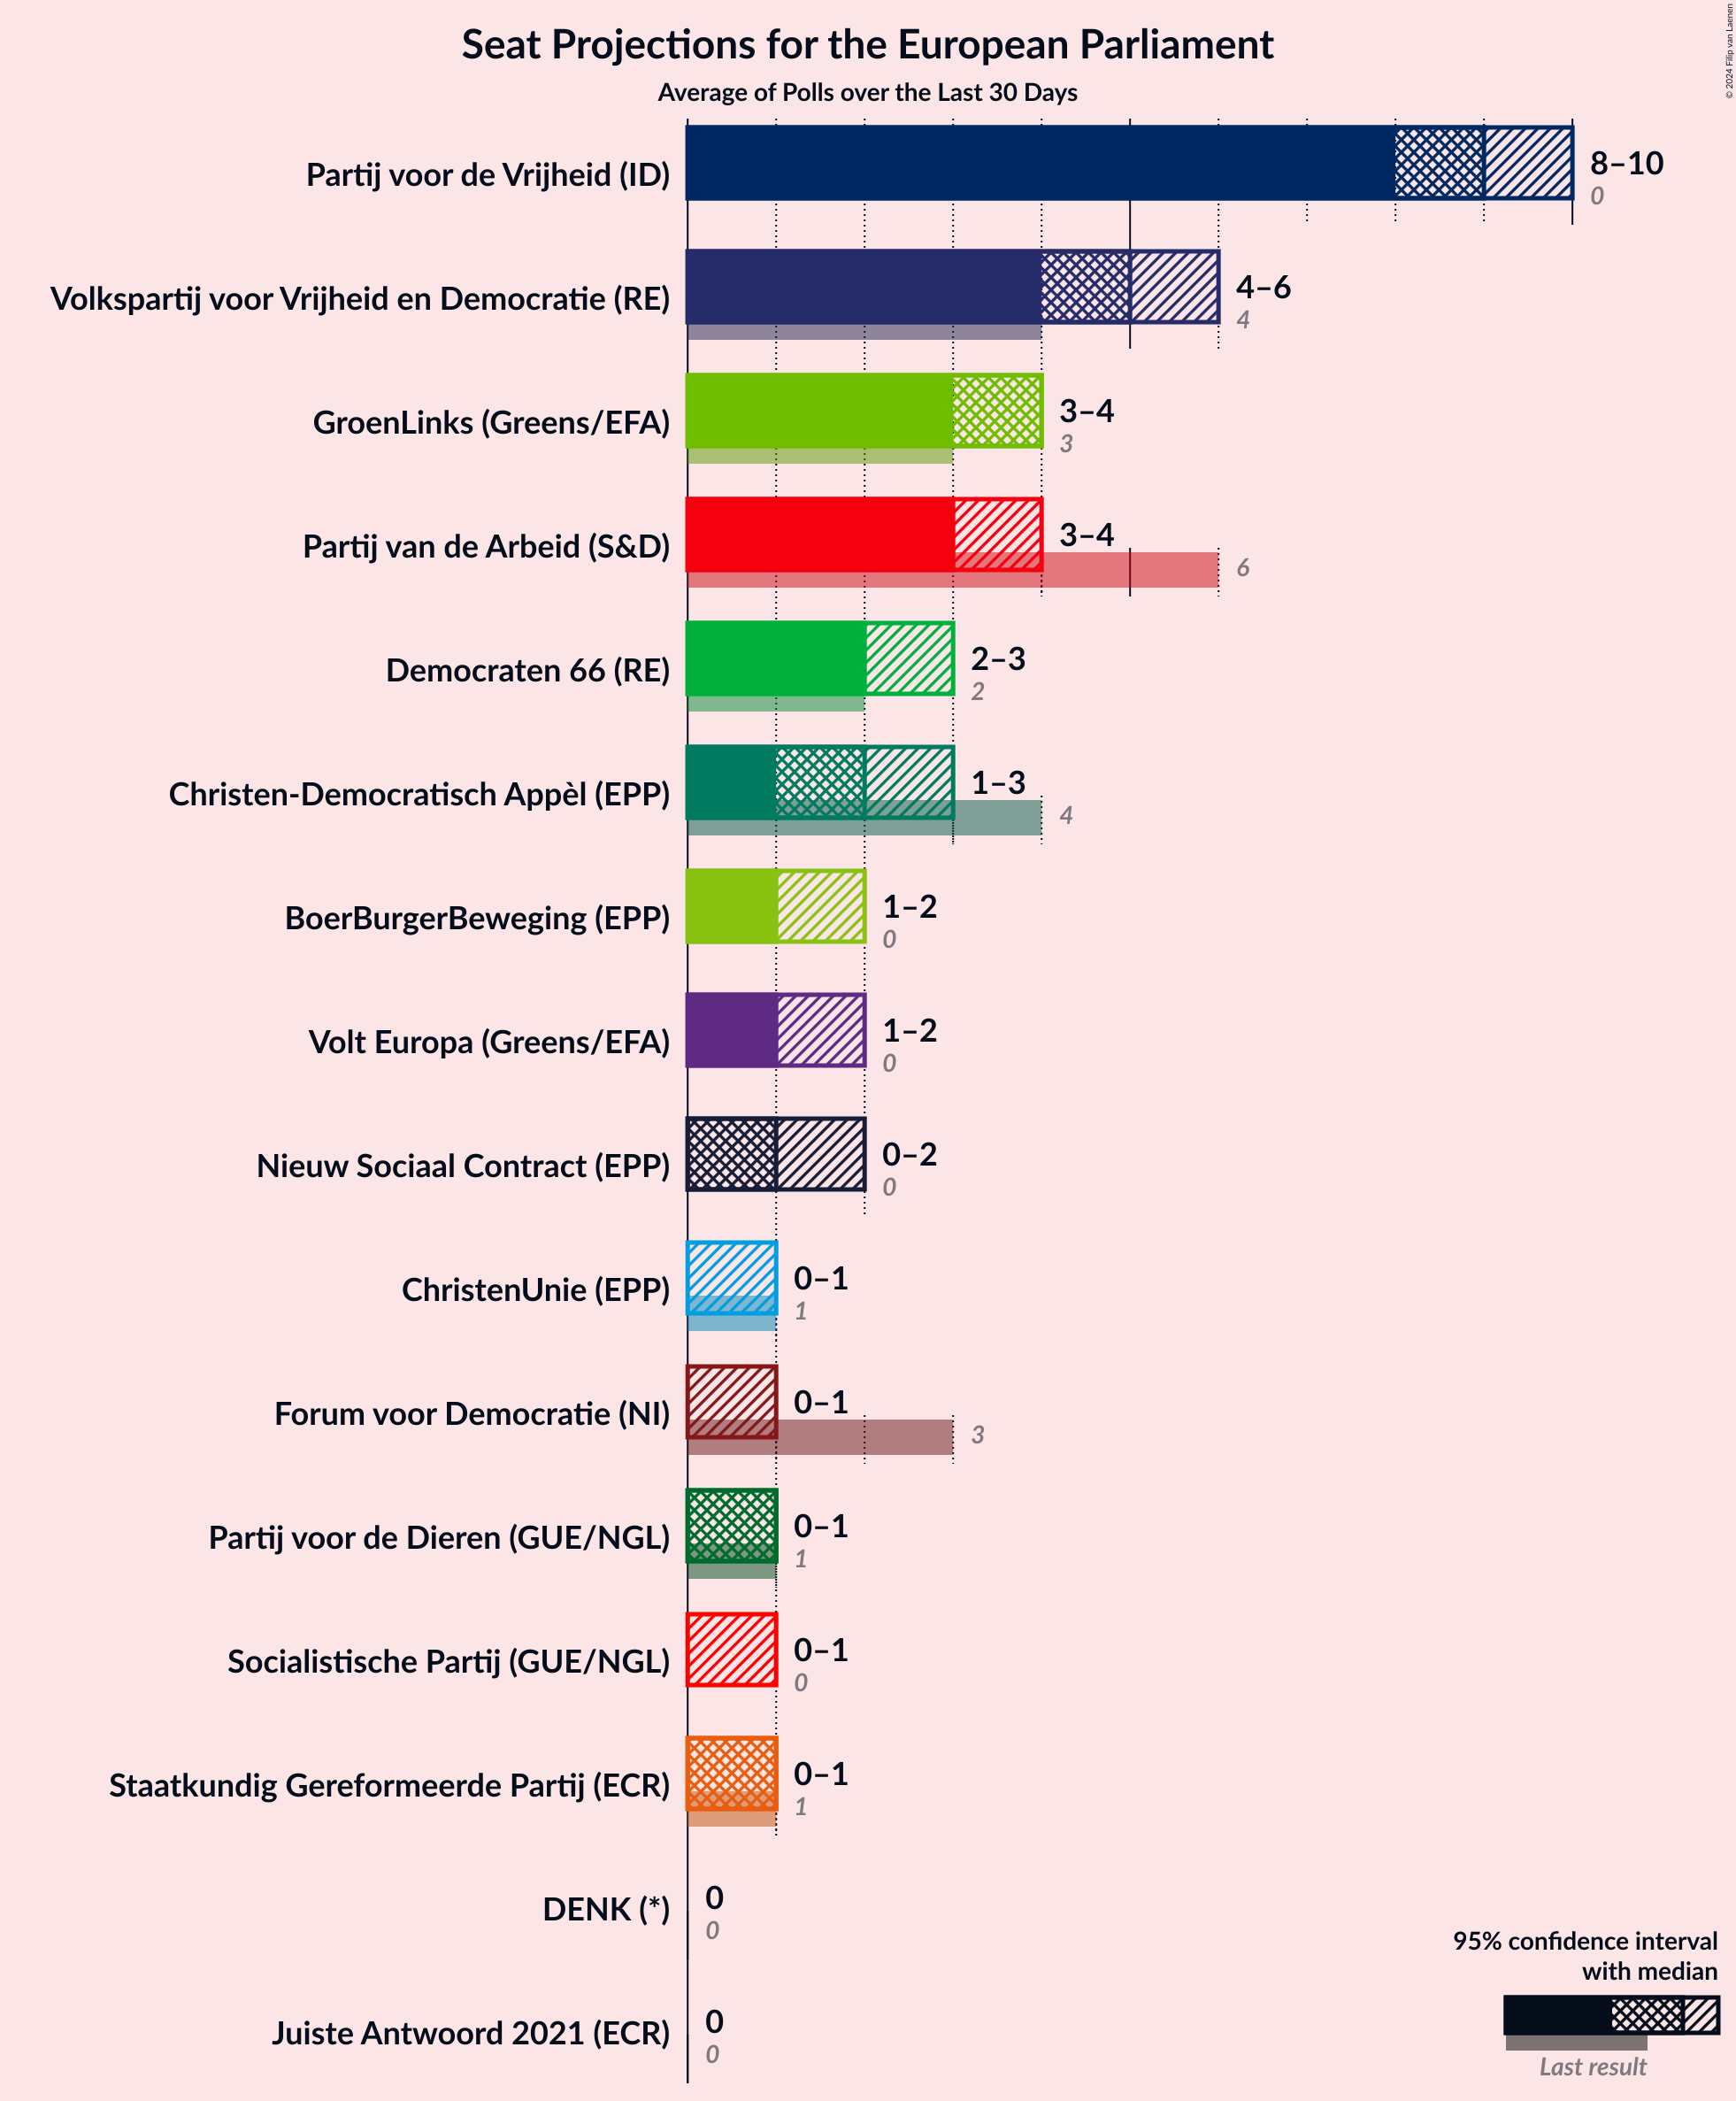 Seat Projections for the European Parliament
Average of Polls over the Last 30 Days
© 2024 Filip van Laenen
Partij voor de Vrijheid (ID)
8–10
0
Volkspartij voor Vrijheid en Democratie (RE)
4–6
4
GroenLinks (Greens/EFA)
3–4
3
Partij van de Arbeid (S&D)
3–4
6
Democraten 66 (RE)
2–3
2
Christen-Democratisch Appèl (EPP)
1–3
4
BoerBurgerBeweging (EPP)
1–2
0
Volt Europa (Greens/EFA)
1–2
0
Nieuw Sociaal Contract (EPP)
0–2
0
ChristenUnie (EPP)
0–1
1
Forum voor Democratie (NI)
0–1
3
Partij voor de Dieren (GUE/NGL)
0–1
1
Socialistische Partij (GUE/NGL)
0–1
0
Staatkundig Gereformeerde Partij (ECR)
0–1
1
DENK (*)
0
0
Juiste Antwoord 2021 (ECR)
0
0
95% confidence interval
with median
Last result